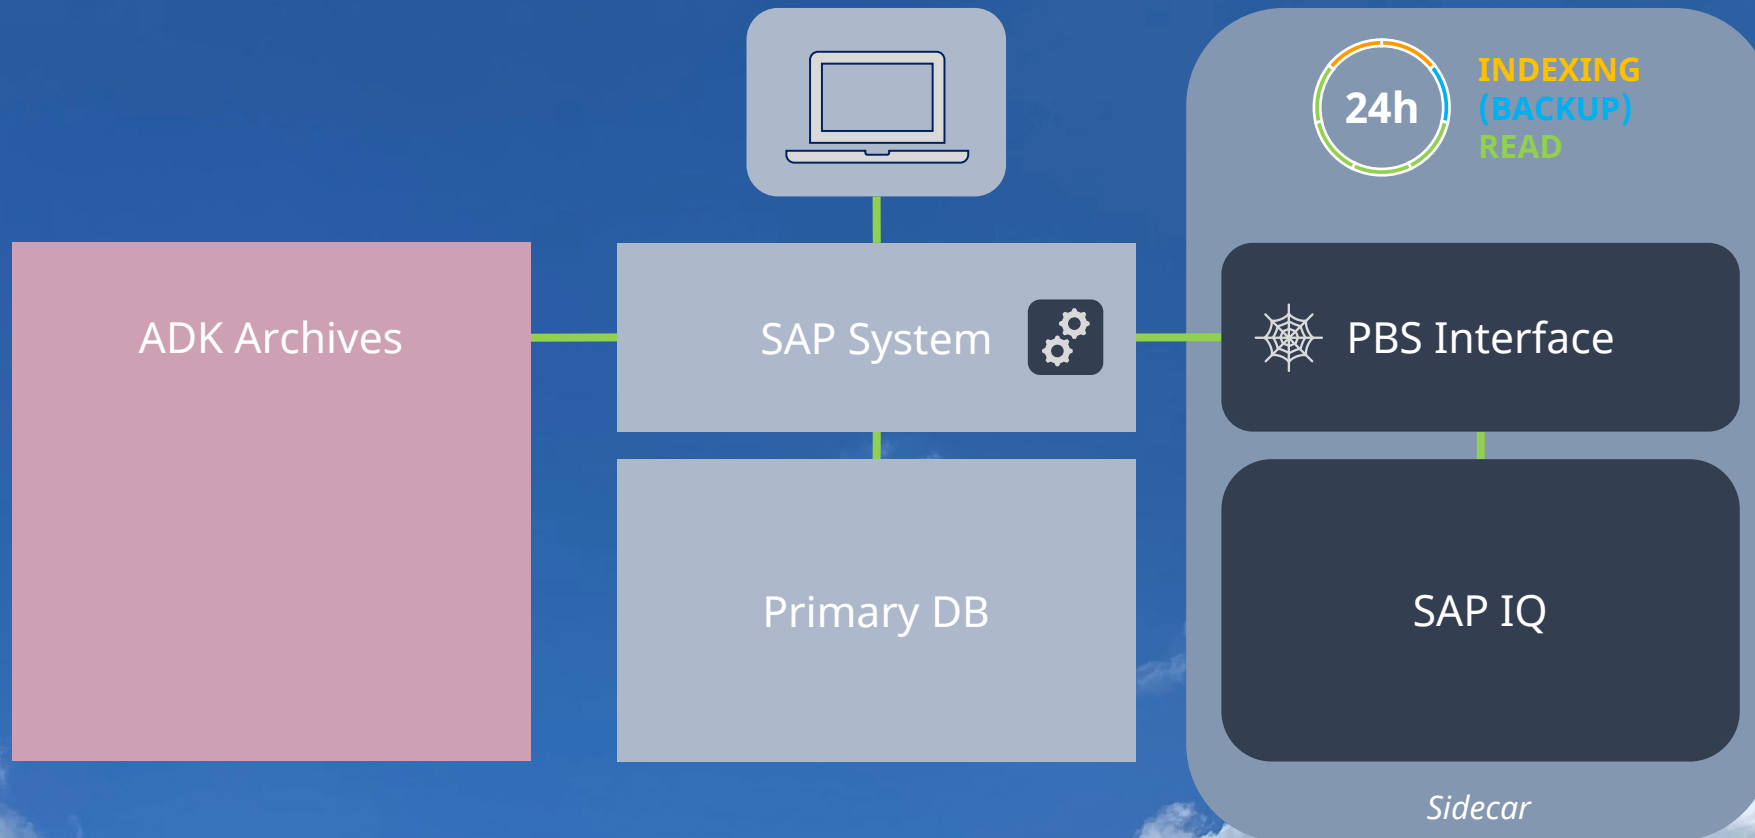 24h
INDEXING
(BACKUP)
READ
ADK Archives
SAP System
PBS Interface
Primary DB
SAP IQ
Sidecar